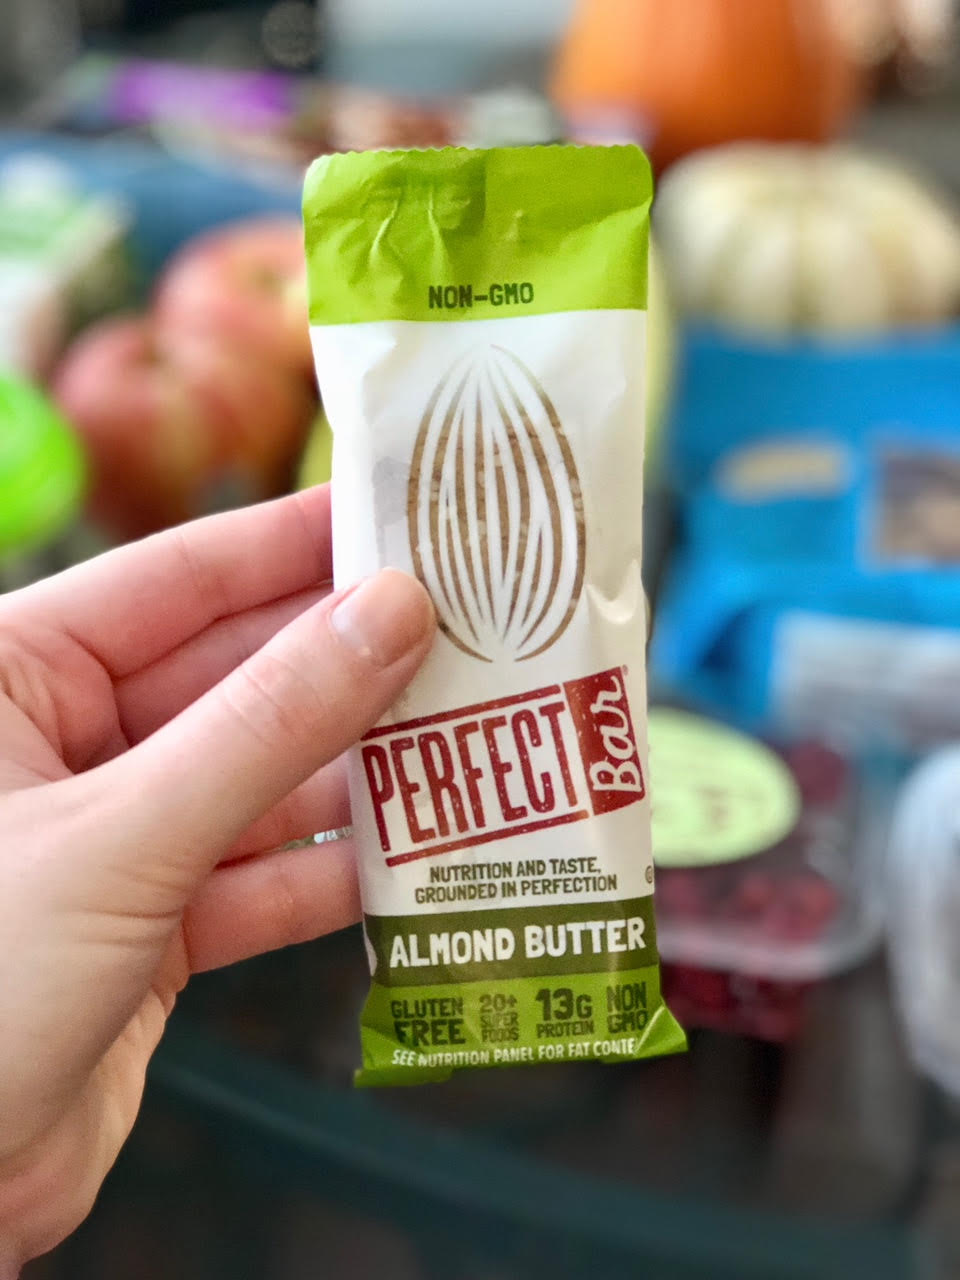 NON-GMO
PERFECT Bar®
NUTRITION AND TASTE,
GROUNDED IN PERFECTION
ALMOND BUTTER
GLUTEN FREE
20+ SUPER FOODS
13G PROTEIN
NON GMO
SEE NUTRITION PANEL FOR FAT CONTE